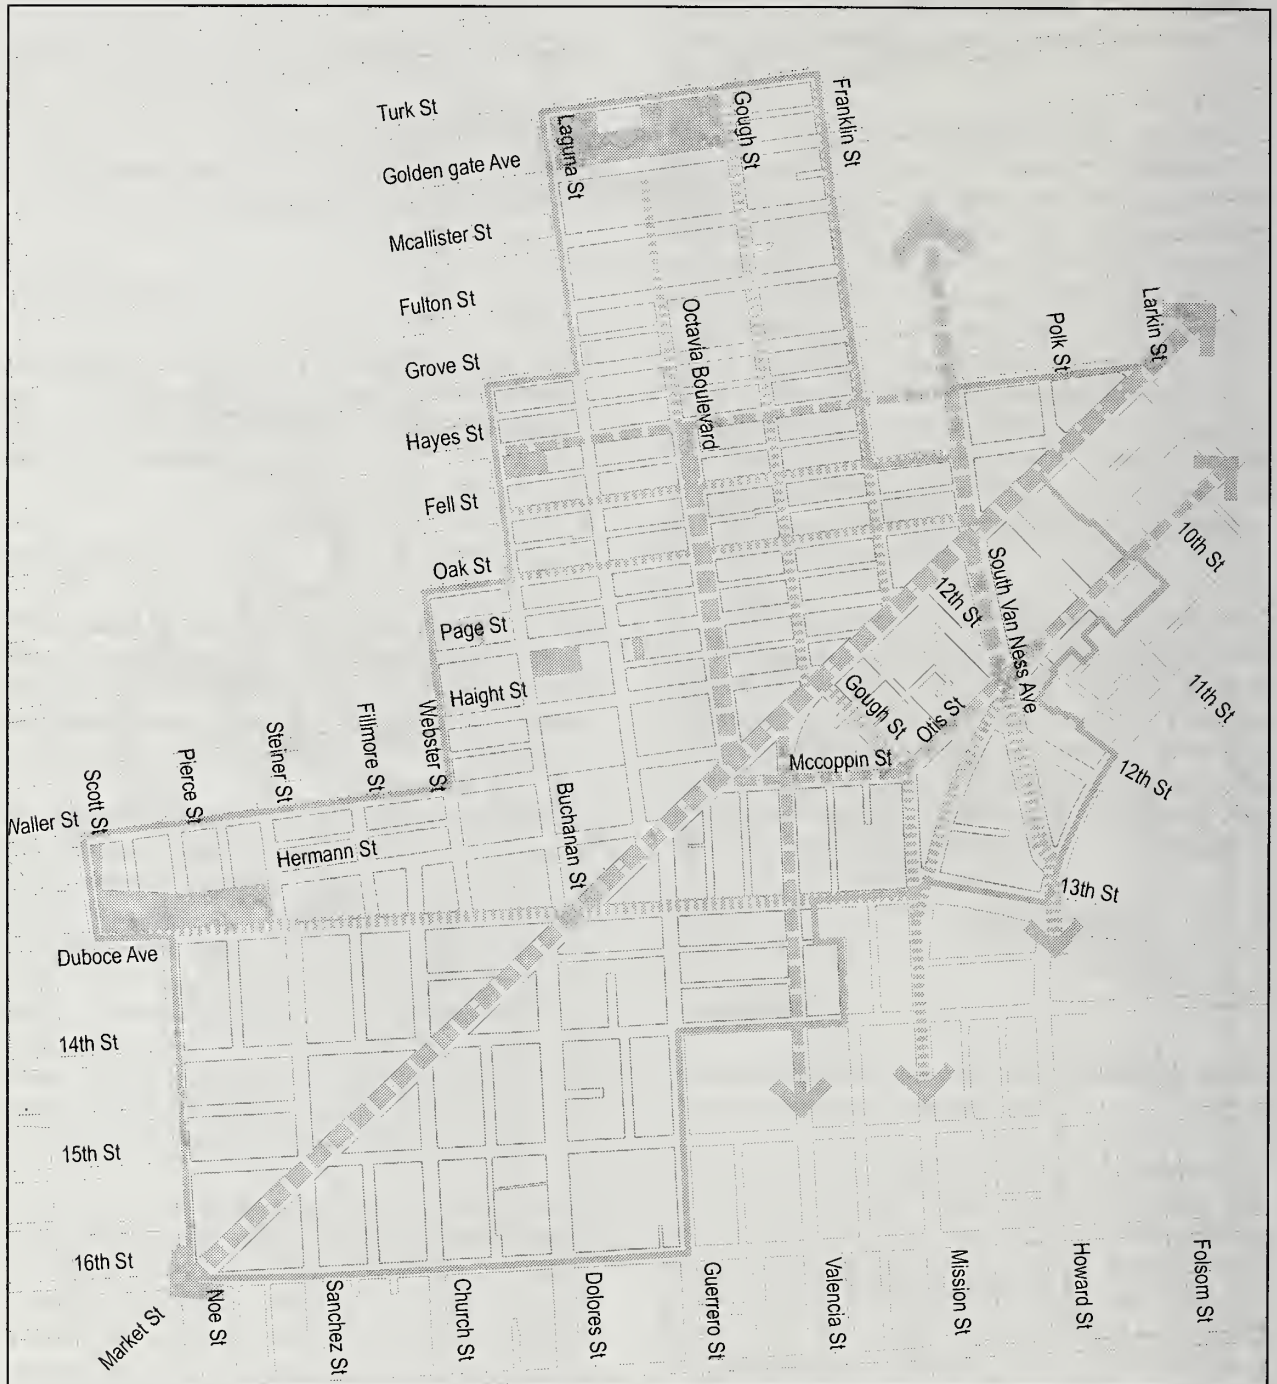 Turk St
Golden gate Ave
Mcallister St
Fulton St
Grove St
Hayes St
Fell St
Oak St
Page St
Haight St
Laguna St
Gough St
Franklin St
Octavia Boulevard
Polk St
Larkin St
10th St
11th St
12th St
South Van Ness Ave
12th St
Gough St
Otis St
Mccoppin St
13th St
Waller St
Scott St
Pierce St
Steiner St
Fillmore St
Webster St
Hermann St
Buchanan St
Duboce Ave
14th St
15th St
16th St
Market St
Noe St
Sanchez St
Church St
Dolores St
Guerrero St
Valencia St
Mission St
Howard St
Folsom St